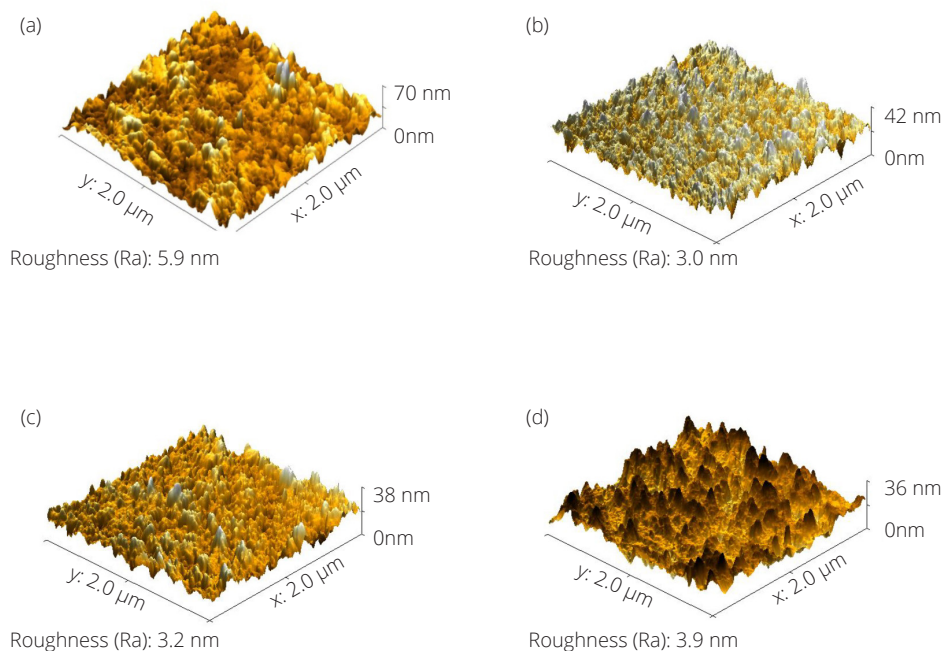 (a)
70 nm
0nm
y: 2.0 µm
x: 2.0 µm
Roughness (Ra): 5.9 nm
(b)
42 nm
0nm
y: 2.0 µm
x: 2.0 µm
Roughness (Ra): 3.0 nm
(c)
38 nm
0nm
y: 2.0 µm
x: 2.0 µm
Roughness (Ra): 3.2 nm
(d)
36 nm
0nm
y: 2.0 µm
x: 2.0 µm
Roughness (Ra): 3.9 nm